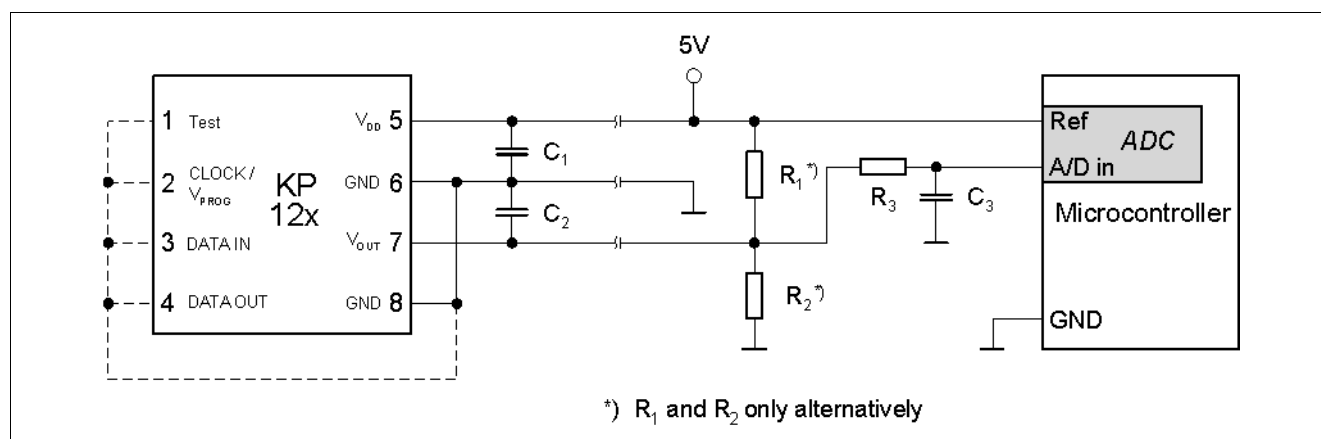 5V
1 Test
2 CLOCK / V_PROG
3 DATA IN
4 DATA OUT
KP
12x
V_DD 5
GND 6
V_OUT 7
GND 8
C_1
C_2
R_1 *)
R_2 *)
R_3
C_3
Ref
ADC
A/D in
Microcontroller
GND
*) R_1 and R_2 only alternatively